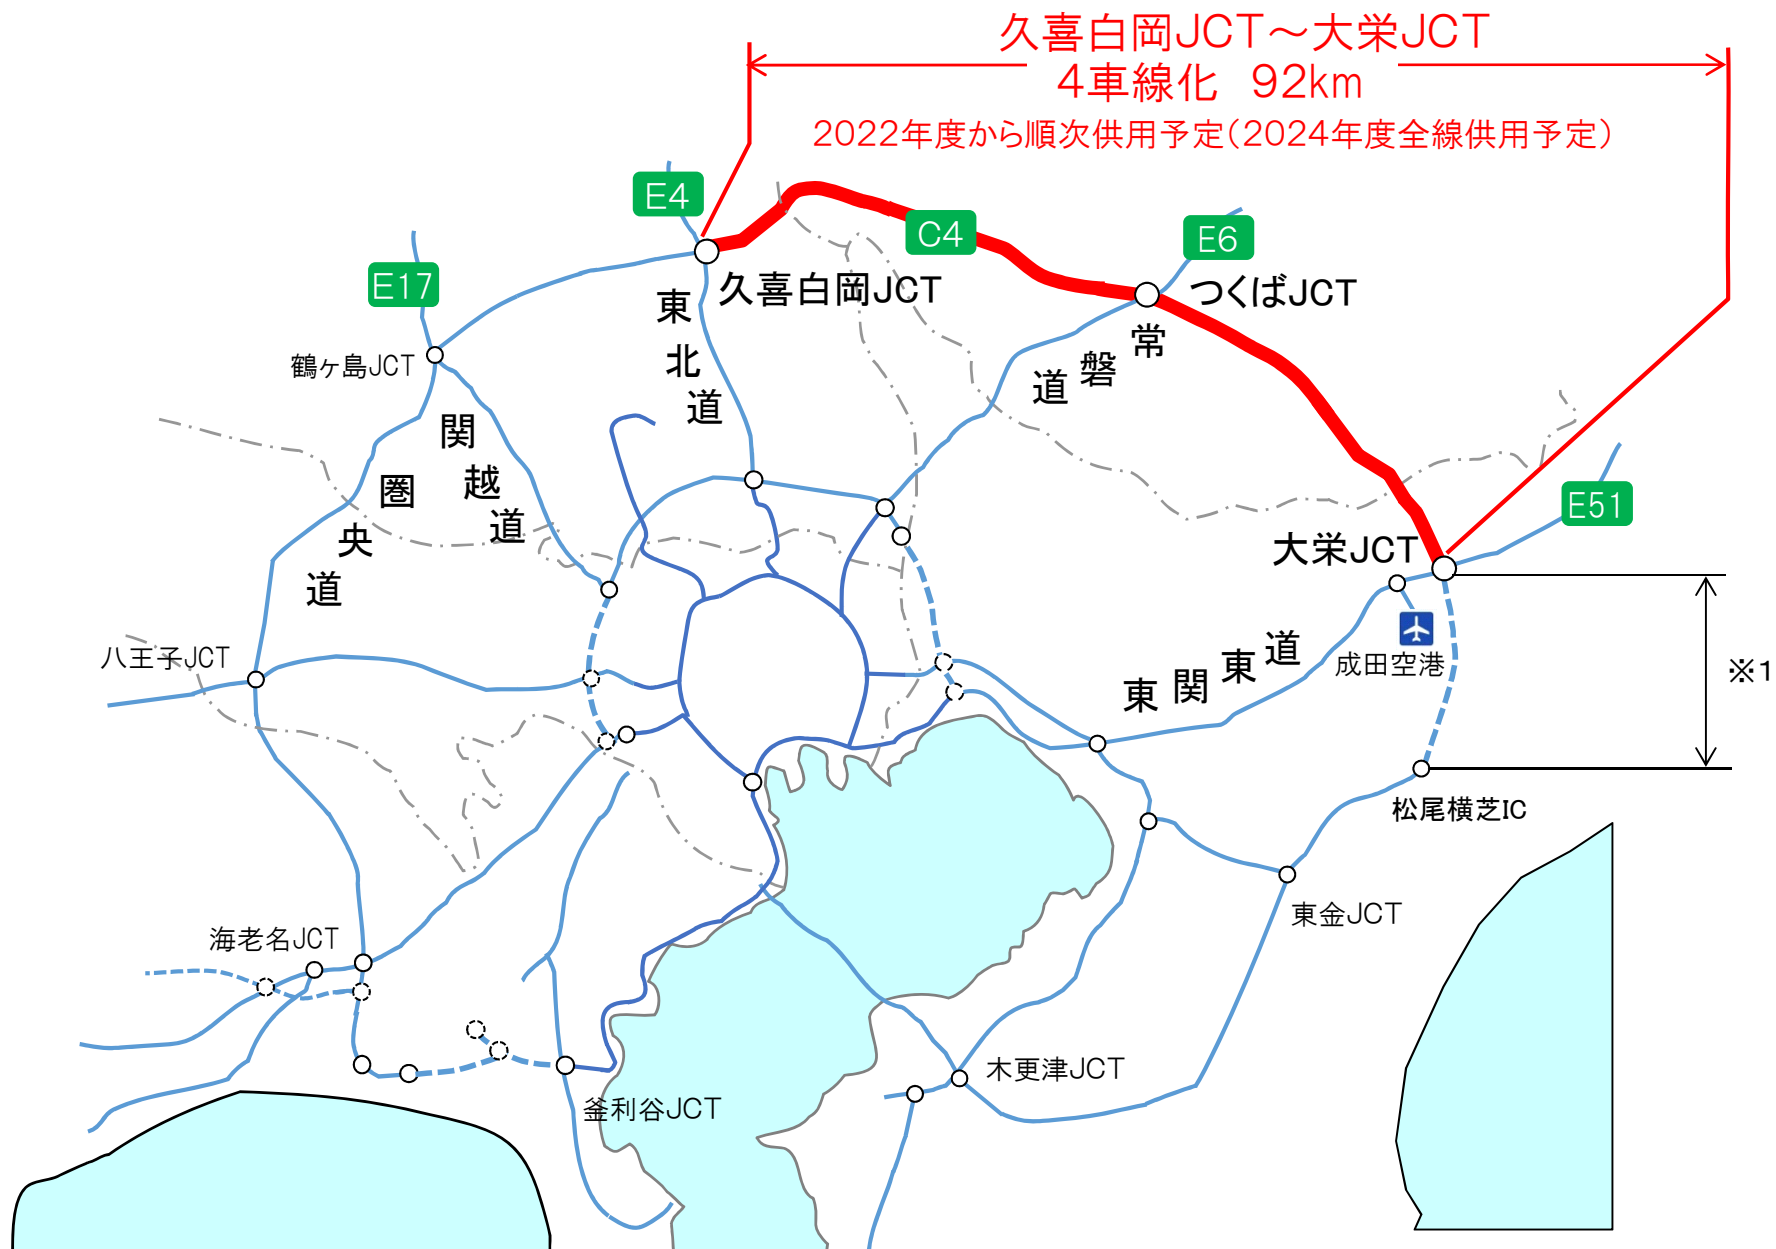 久喜白岡JCT～大栄JCT
4車線化　92km
2022年度から順次供用予定(2024年度全線供用予定)
E4
C4
E6
E17
久喜白岡JCT
つくばJCT
東北道
常磐道
鶴ヶ島JCT
関越道
圏央道
E51
大栄JCT
八王子JCT
成田空港
東関東道
※1
松尾横芝IC
東金JCT
海老名JCT
木更津JCT
釜利谷JCT